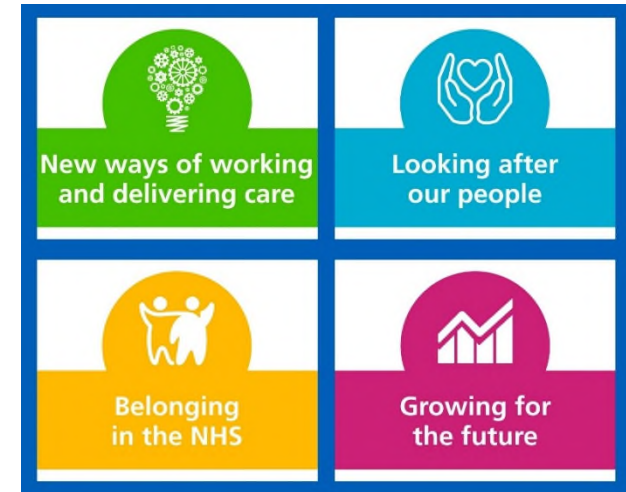 New ways of working
and delivering care
Looking after
our people
Belonging
in the NHS
Growing for
the future